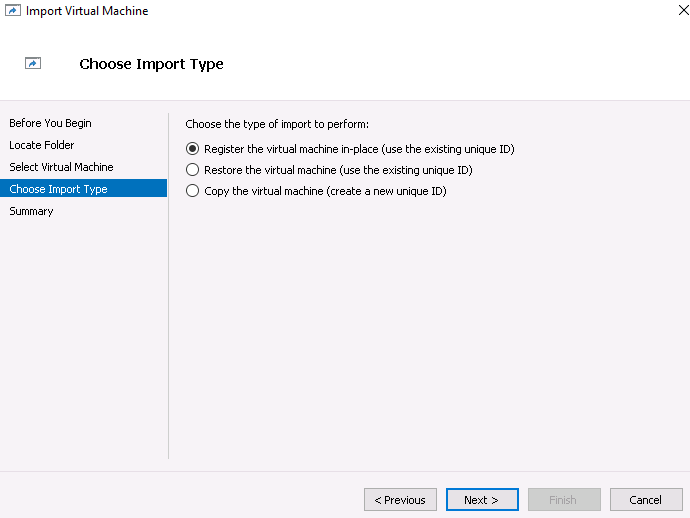 Import Virtual Machine
Choose Import Type
Before You Begin
Locate Folder
Select Virtual Machine
Choose Import Type
Summary
Choose the type of import to perform:
Register the virtual machine in-place (use the existing unique ID)
Restore the virtual machine (use the existing unique ID)
Copy the virtual machine (create a new unique ID)
< Previous
Next >
Finish
Cancel